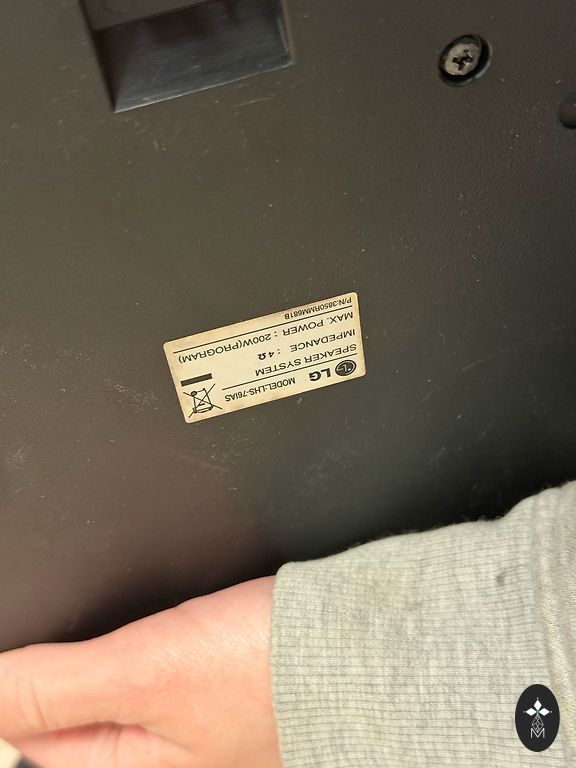 LG MODEL:LHS-76IAS
SPEAKER SYSTEM
IMPEDANCE : 4Ω
MAX. POWER : 200W(PROGRAM)
P/N:3850RMM681B
M